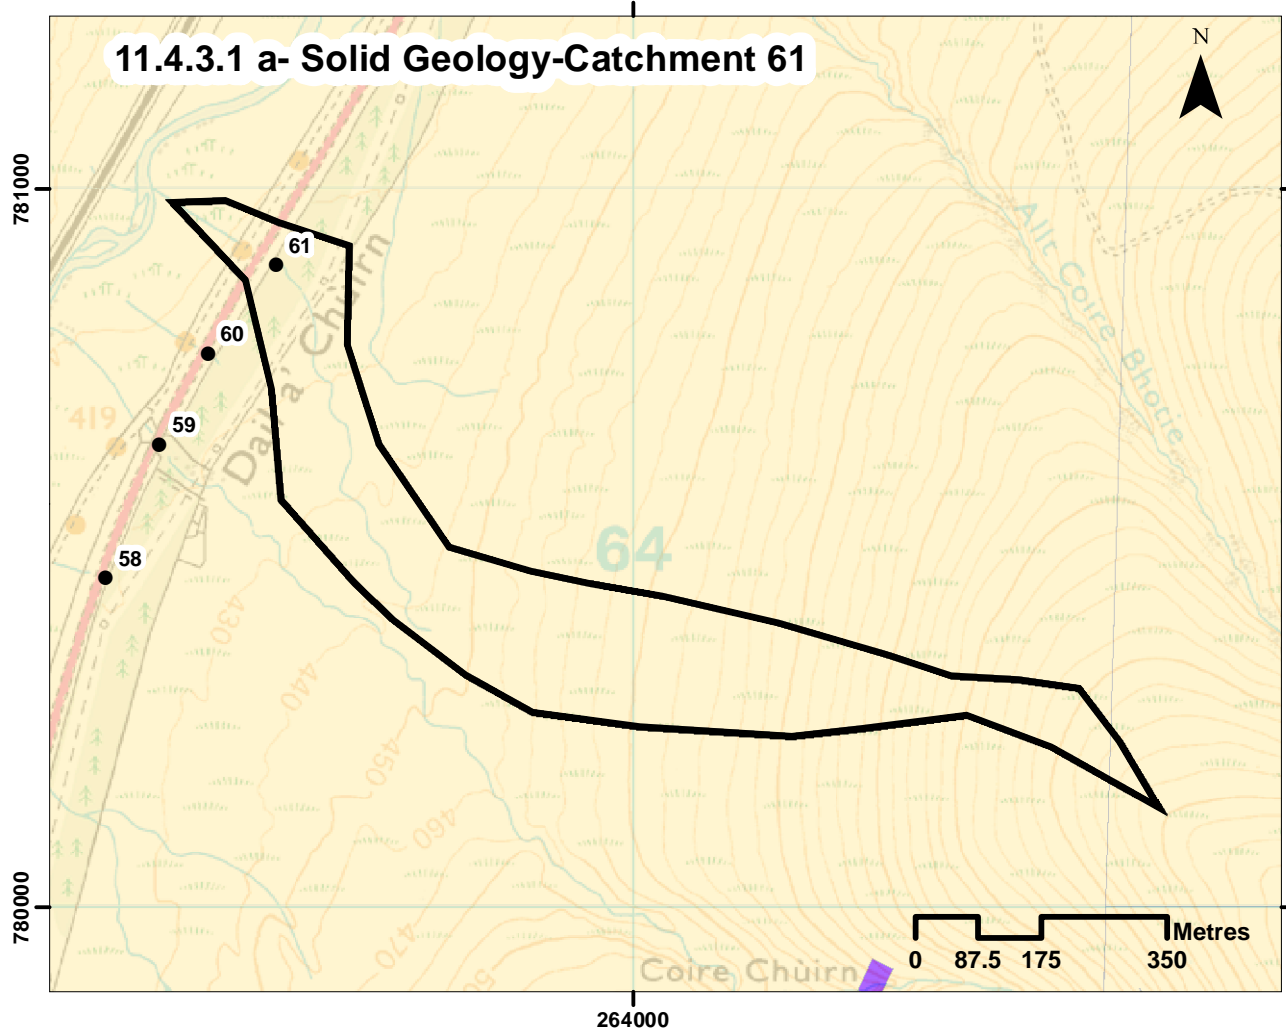 11.4.3.1 a- Solid Geology-Catchment 61
N
781000
61
Dail a' Chùirn
Allt Coire Bhotie
60
419
59
64
58
430
440
450
460
470
780000
Coire Chùirn
Metres
0 87.5 175 350
264000